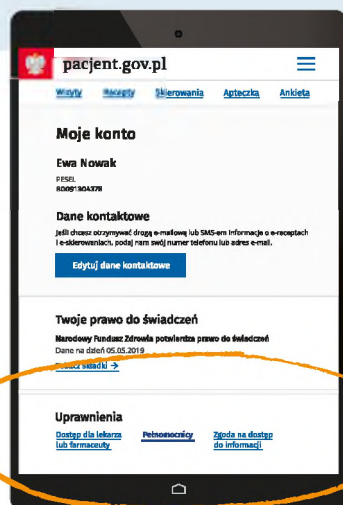 pacjent.gov.pl
Wizyty Recepty Skierowania Apteczka Ankieta
Moje konto
Ewa Nowak
PESEL
80091304378
Dane kontaktowe
Jeśli chcesz otrzymywać drogą e-mailową lub SMS-em informacje o e-receptach
i e-skierowaniach, podaj nam swój numer telefonu lub adres e-mail.
Edytuj dane kontaktowe
Twoje prawo do świadczeń
Narodowy Fundusz Zdrowia potwierdza prawo do świadczeń
Dane na dzień 05.05.2019
Zobacz składki →
Uprawnienia
Dostęp dla lekarza Pełnomocnicy Zgoda na dostęp
lub farmaceuty do informacji